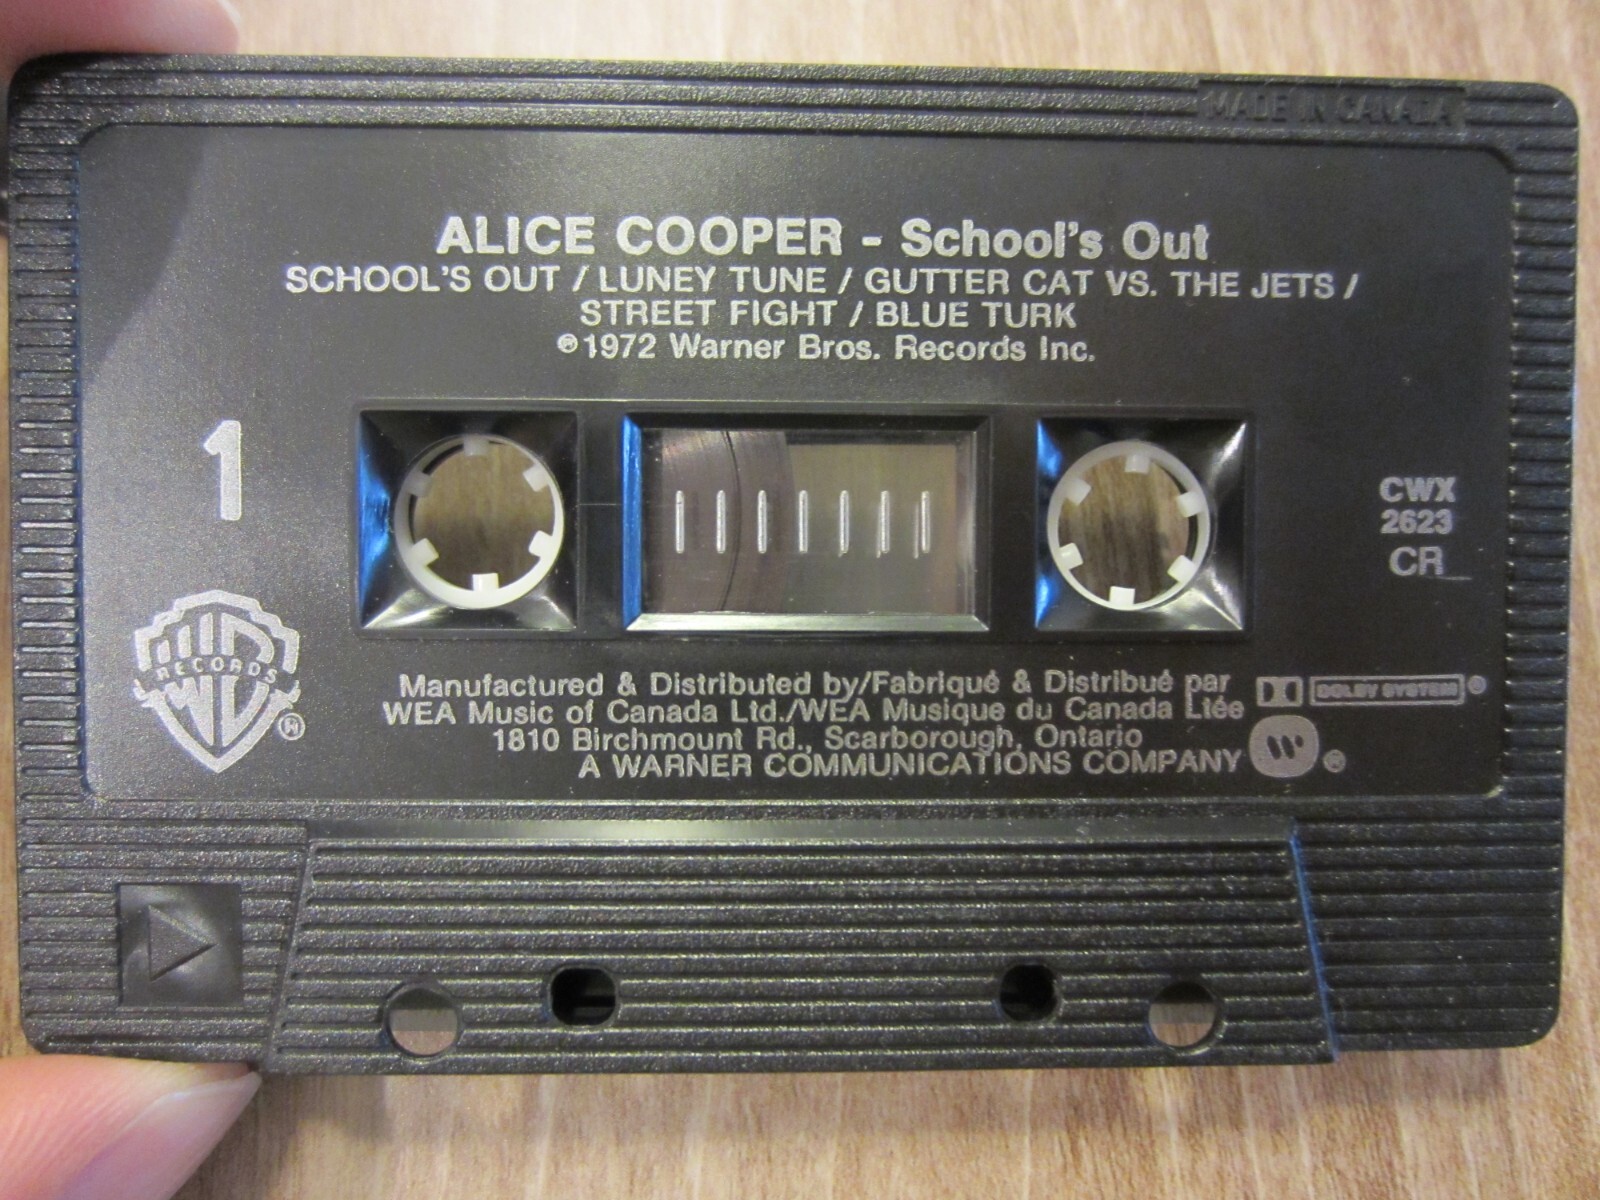 MADE IN CANADA
ALICE COOPER - School's Out
SCHOOL'S OUT / LUNEY TUNE / GUTTER CAT VS. THE JETS /
STREET FIGHT / BLUE TURK
℗1972 Warner Bros. Records Inc.
1
CWX
2623
CR
WB
RECORDS
®
Manufactured & Distributed by/Fabriqué & Distribué par
WEA Music of Canada Ltd./WEA Musique du Canada Ltée
1810 Birchmount Rd., Scarborough, Ontario
A WARNER COMMUNICATIONS COMPANY
DOLBY SYSTEM®
W®